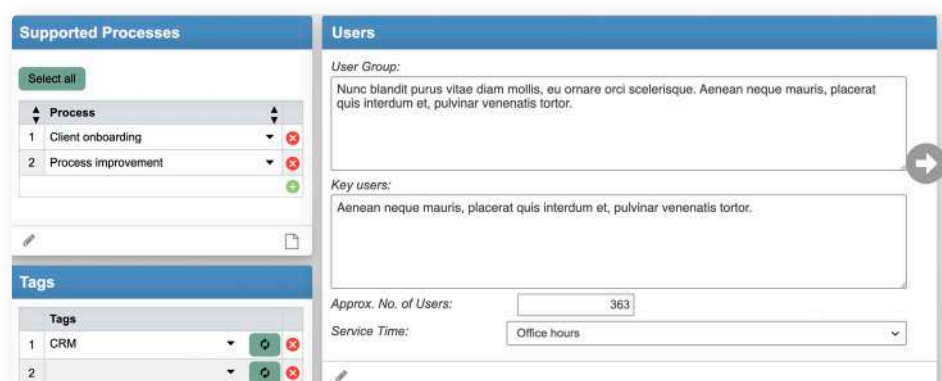 Supported Processes
Select all
Process
1 Client onboarding
2 Process improvement
Tags
Tags
1 CRM
2
Users
User Group:
Nunc blandit purus vitae diam mollis, eu ornare orci scelerisque. Aenean neque mauris, placerat
quis interdum et, pulvinar venenatis tortor.
Key users:
Aenean neque mauris, placerat quis interdum et, pulvinar venenatis tortor.
Approx. No. of Users: 363
Service Time: Office hours